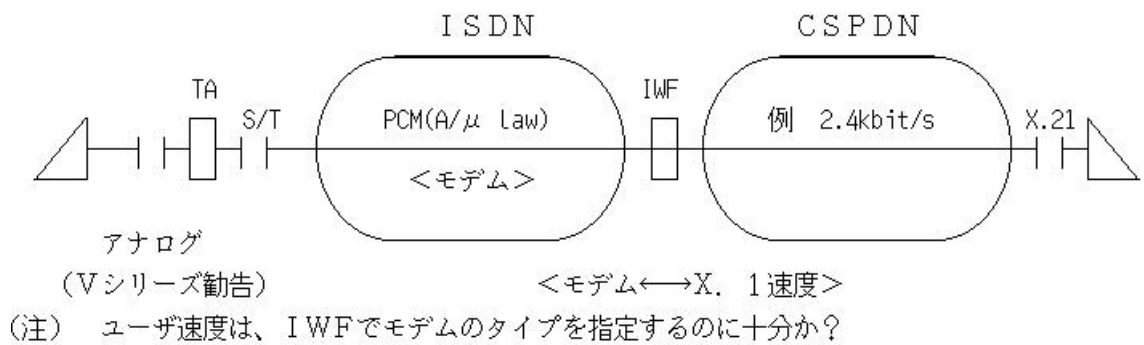 ISDN CSPDN
TA S/T IWF X.21
PCM(A/μ law) 例 2.4kbit/s
<モデム>
アナログ
(Vシリーズ勧告) <モデム←→X.1速度>
(注) ユーザ速度は、IWFでモデムのタイプを指定するのに十分か?